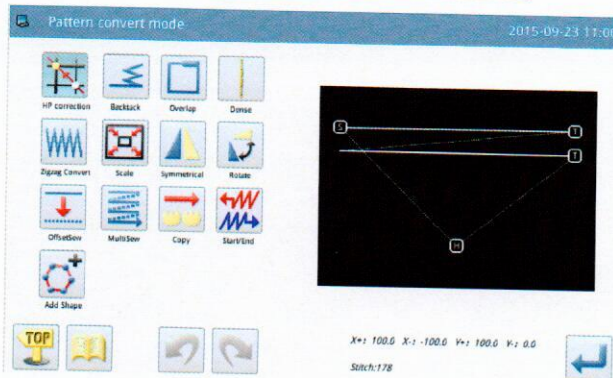 Pattern convert mode
2015-09-23 11:00
HP correction
Backtack
Overlap
Dense
Zigzag Convert
Scale
Symmetrical
Rotate
OffsetSew
MultiSew
Copy
Start/End
Add Shape
S
T
T
H
TOP
X+: 100.0 X-: -100.0 Y+: 100.0 Y-: 0.0
Stitch:178